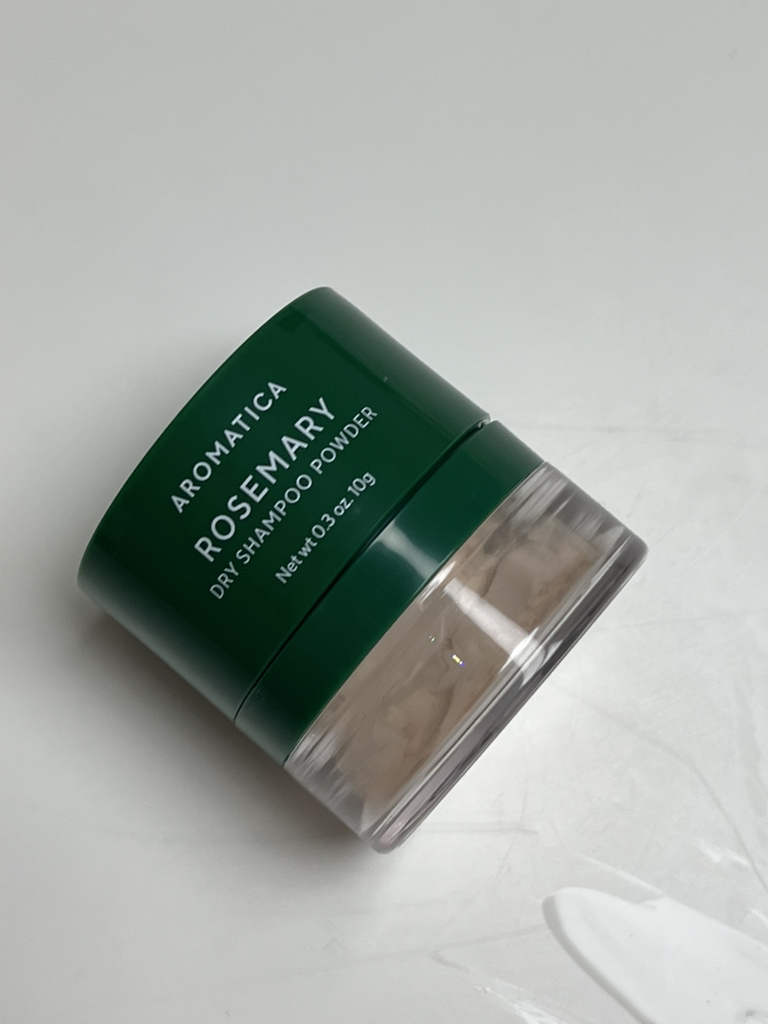 AROMATICA
ROSEMARY
DRY SHAMPOO POWDER
Net wt 0.3 oz. 10g